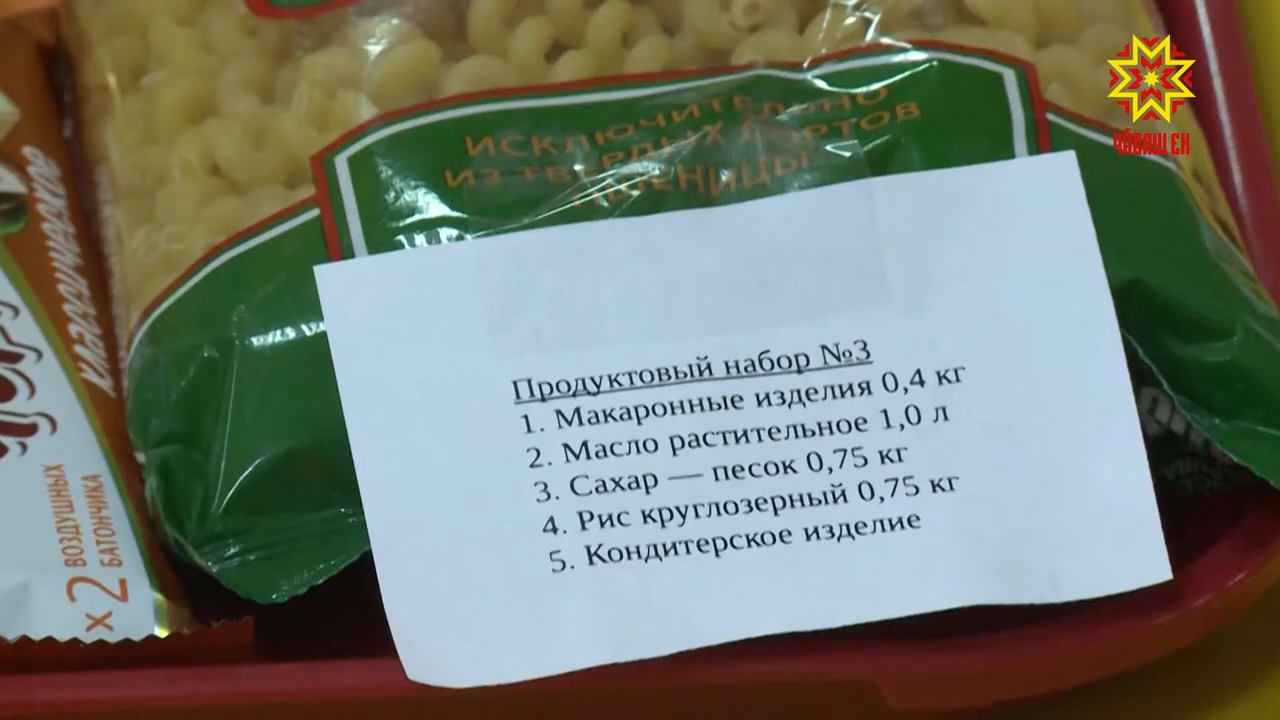 ЧӐВАШ ЕН
ИСКЛЮЧИТЕЛЬНО
ИЗ ТВЕРДЫХ СОРТОВ
ПШЕНИЦЫ
классическое
x 2 ВОЗДУШНЫХ
БАТОНЧИКА
Продуктовый набор №3
1. Макаронные изделия 0,4 кг
2. Масло растительное 1,0 л
3. Сахар — песок 0,75 кг
4. Рис круглозерный 0,75 кг
5. Кондитерское изделие